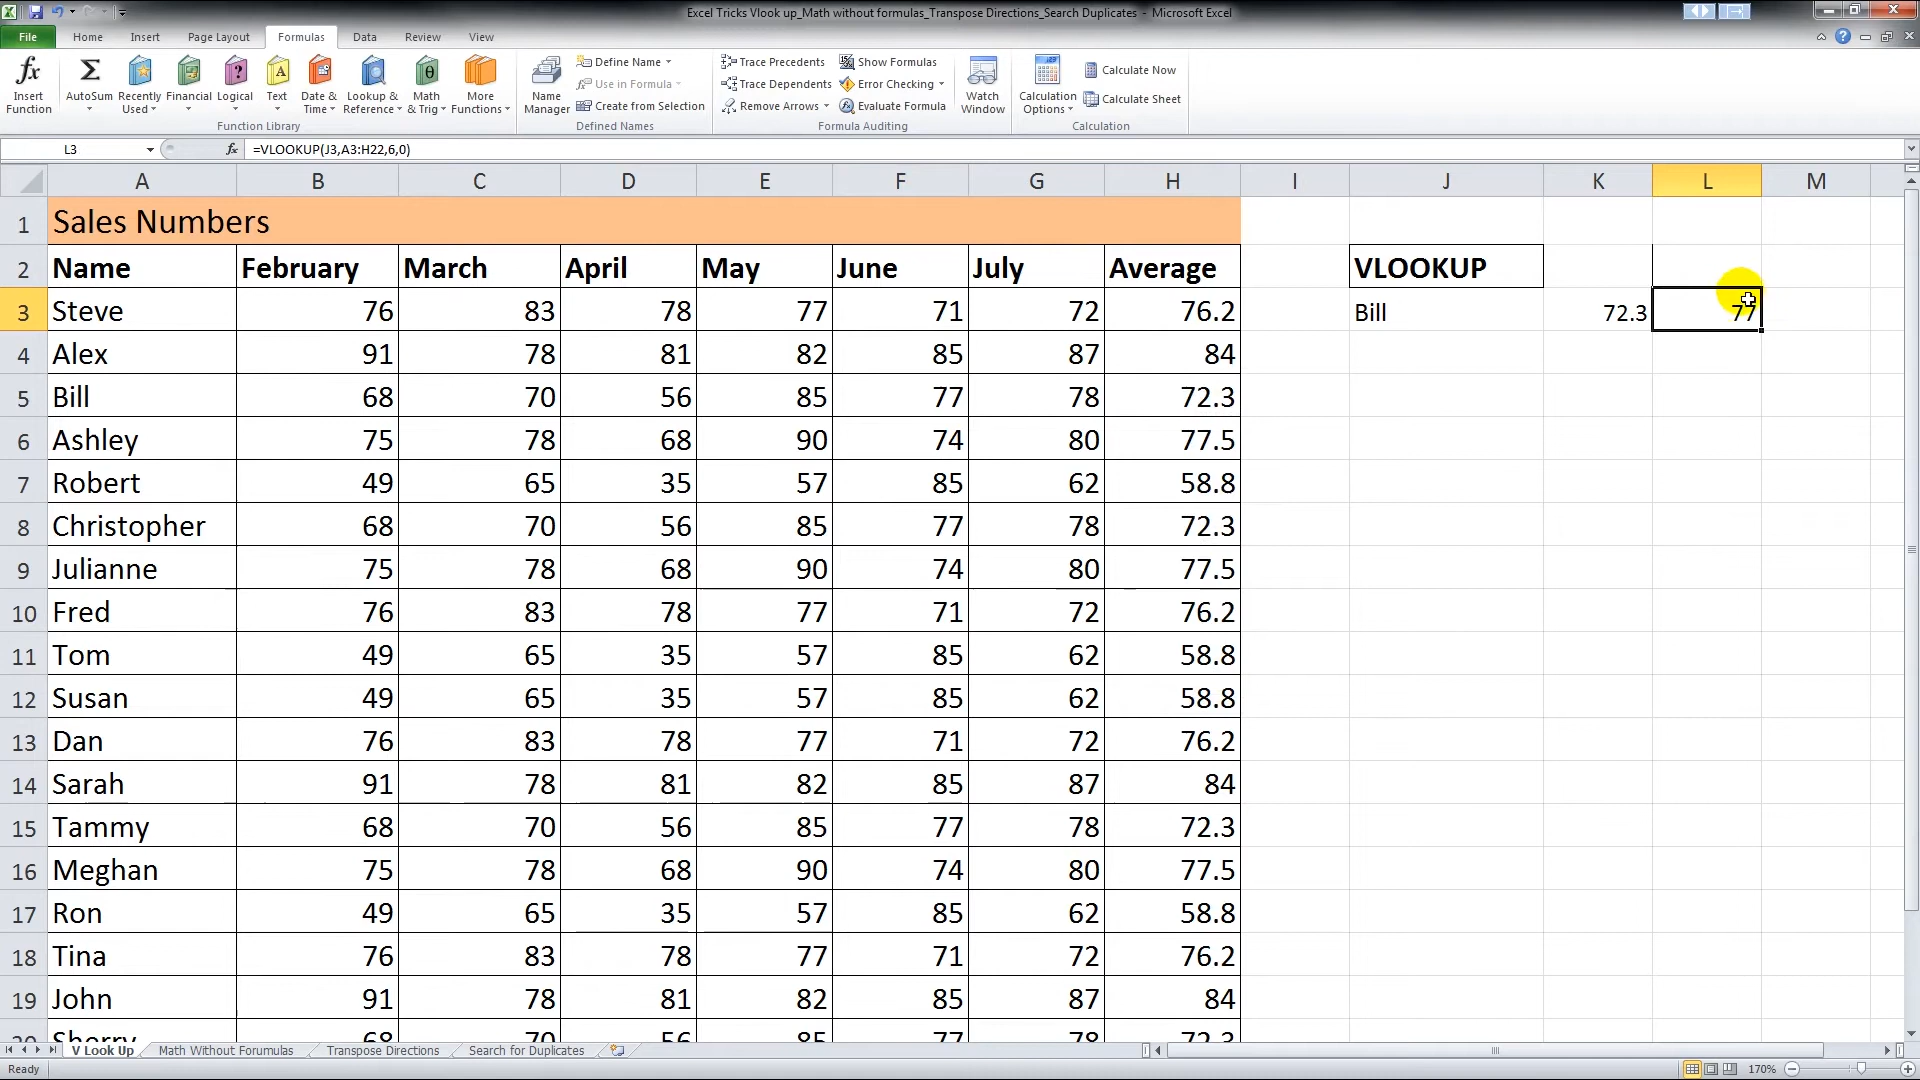 Excel Tricks Vlook up_Math without formulas_Transpose Directions_Search Duplicates - Microsoft Excel
File Home Insert Page Layout Formulas Data Review View
fx Insert Function
Σ AutoSum
Recently Used
Financial
Logical
Text
Date & Time
Lookup & Reference
Math & Trig
More Functions
Function Library
Name Manager
Define Name
Use in Formula
Create from Selection
Defined Names
Trace Precedents
Trace Dependents
Remove Arrows
Show Formulas
Error Checking
Evaluate Formula
Watch Window
Formula Auditing
Calculation Options
Calculate Now
Calculate Sheet
Calculation
L3 fx =VLOOKUP(J3,A3:H22,6,0)
A B C D E F G H I J K L M
1 Sales Numbers
2 Name February March April May June July Average VLOOKUP
3 Steve 76 83 78 77 71 72 76.2 Bill 72.3 77
4 Alex 91 78 81 82 85 87 84
5 Bill 68 70 56 85 77 78 72.3
6 Ashley 75 78 68 90 74 80 77.5
7 Robert 49 65 35 57 85 62 58.8
8 Christopher 68 70 56 85 77 78 72.3
9 Julianne 75 78 68 90 74 80 77.5
10 Fred 76 83 78 77 71 72 76.2
11 Tom 49 65 35 57 85 62 58.8
12 Susan 49 65 35 57 85 62 58.8
13 Dan 76 83 78 77 71 72 76.2
14 Sarah 91 78 81 82 85 87 84
15 Tammy 68 70 56 85 77 78 72.3
16 Meghan 75 78 68 90 74 80 77.5
17 Ron 49 65 35 57 85 62 58.8
18 Tina 76 83 78 77 71 72 76.2
19 John 91 78 81 82 85 87 84
20 Sherry 68 70 56 85 77 78 72.3
V Look Up Math Without Forumulas Transpose Directions Search for Duplicates
Ready 170%